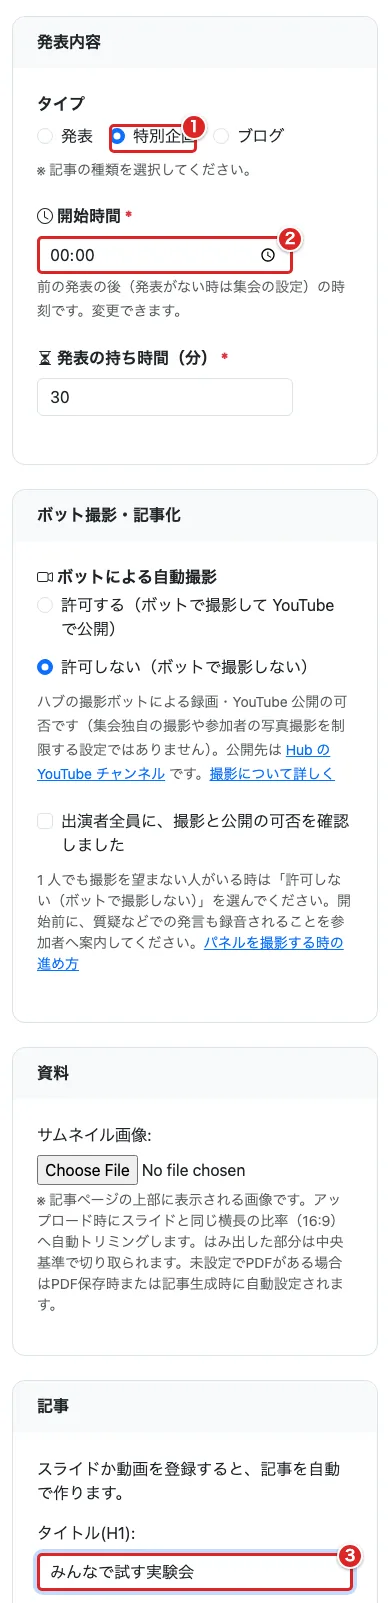 発表内容
タイプ
発表 特別企画 1 ブログ
※ 記事の種類を選択してください。
開始時間 *
2
00:00
前の発表の後（発表がない時は集会の設定）の時
刻です。変更できます。
発表の持ち時間（分） *
30
ボット撮影・記事化
ボットによる自動撮影
許可する（ボットで撮影して YouTube
で公開）
許可しない（ボットで撮影しない）
ハブの撮影ボットによる録画・YouTube 公開の可
否です（集会独自の撮影や参加者の写真撮影を制
限する設定ではありません）。公開先は Hub の
YouTube チャンネル です。撮影について詳しく
出演者全員に、撮影と公開の可否を確認
しました
1 人でも撮影を望まない人がいる時は「許可しな
い（ボットで撮影しない）」を選んでください。開
始前に、質疑などでの発言も録音されることを参
加者へ案内してください。パネルを撮影する時の
進め方
資料
サムネイル画像:
Choose File No file chosen
※ 記事ページの上部に表示される画像です。アッ
プロード時にスライドと同じ横長の比率（16:9）
へ自動トリミングします。はみ出した部分は中央
基準で切り取られます。未設定でPDFがある場合
はPDF保存時または記事生成時に自動設定されま
す。
記事
スライドか動画を登録すると、記事を自動
で作ります。
タイトル(H1):
3
みんなで試す実験会